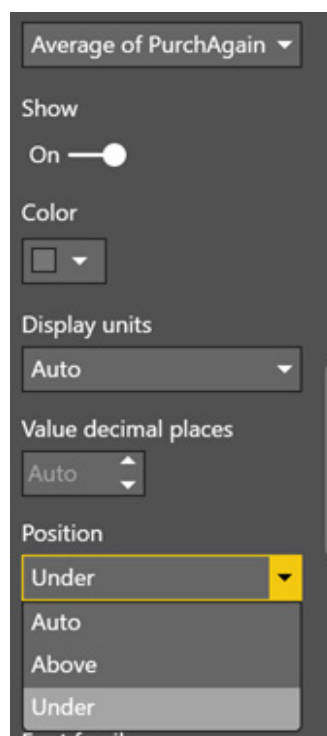 Average of PurchAgain
Show
On
Color
Display units
Auto
Value decimal places
Auto
Position
Under
Auto
Above
Under